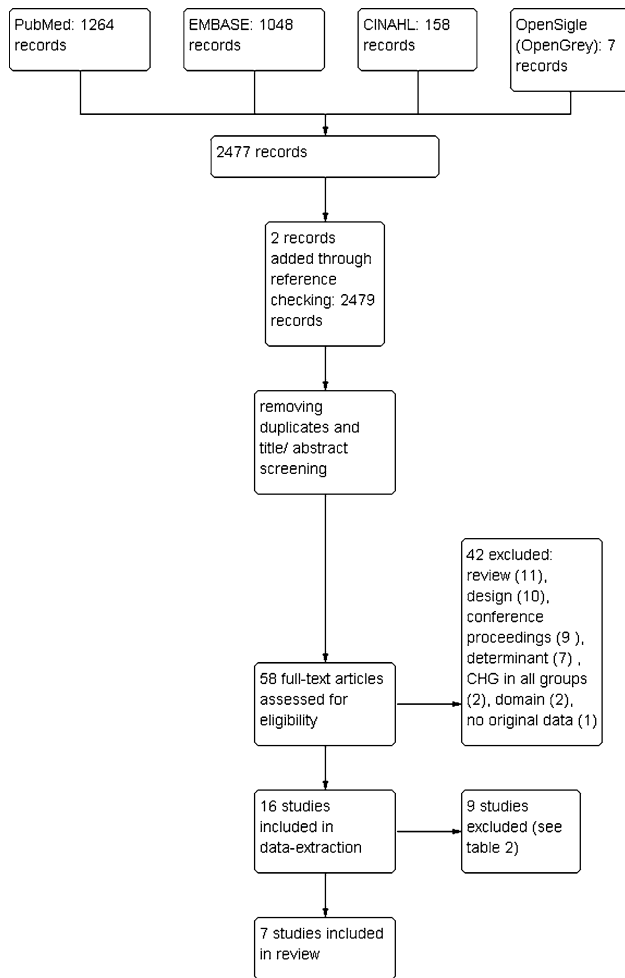 PubMed: 1264
records
EMBASE: 1048
records
CINAHL: 158
records
OpenSigle
(OpenGrey): 7
records
2477 records
2 records
added through
reference
checking: 2479
records
removing
duplicates and
title/ abstract
screening
42 excluded:
review (11),
design (10),
conference
proceedings (9 ),
determinant (7) ,
CHG in all groups
(2), domain (2),
no original data (1)
58 full-text articles
assessed for
eligibility
16 studies
included in
data-extraction
9 studies
excluded (see
table 2)
7 studies included
in review